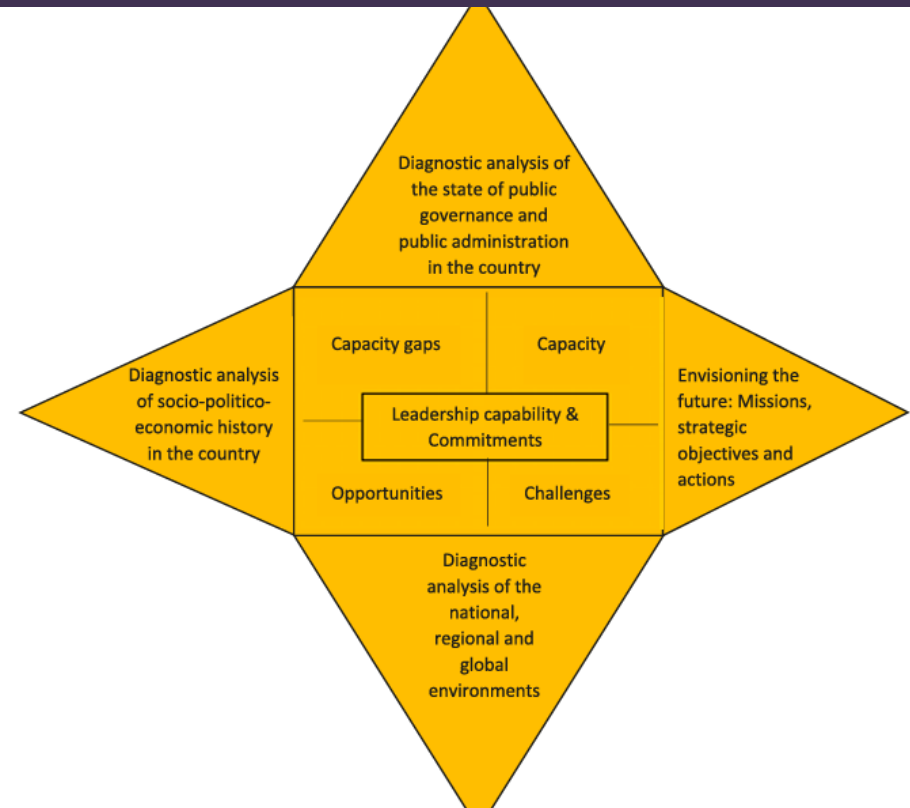 Diagnostic analysis of
the state of public
governance and
public administration
in the country
Capacity gaps
Capacity
Diagnostic analysis
of socio-politico-
economic history
in the country
Leadership capability &
Commitments
Envisioning the
future: Missions,
strategic
objectives and
actions
Opportunities
Challenges
Diagnostic
analysis of the
national,
regional and
global
environments